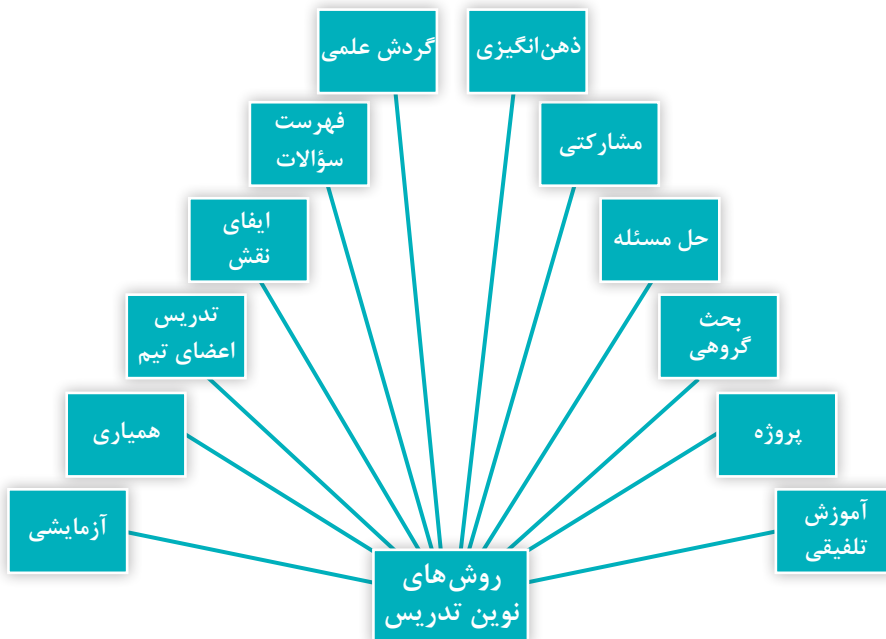 ذهن‌انگیزی
گردش علمی
مشارکتی
فهرست
سؤالات
حل مسئله
ایفای
نقش
بحث
گروهی
تدریس
اعضای تیم
پروژه
همیاری
آموزش
تلفیقی
آزمایشی
روش‌های
نوین تدریس